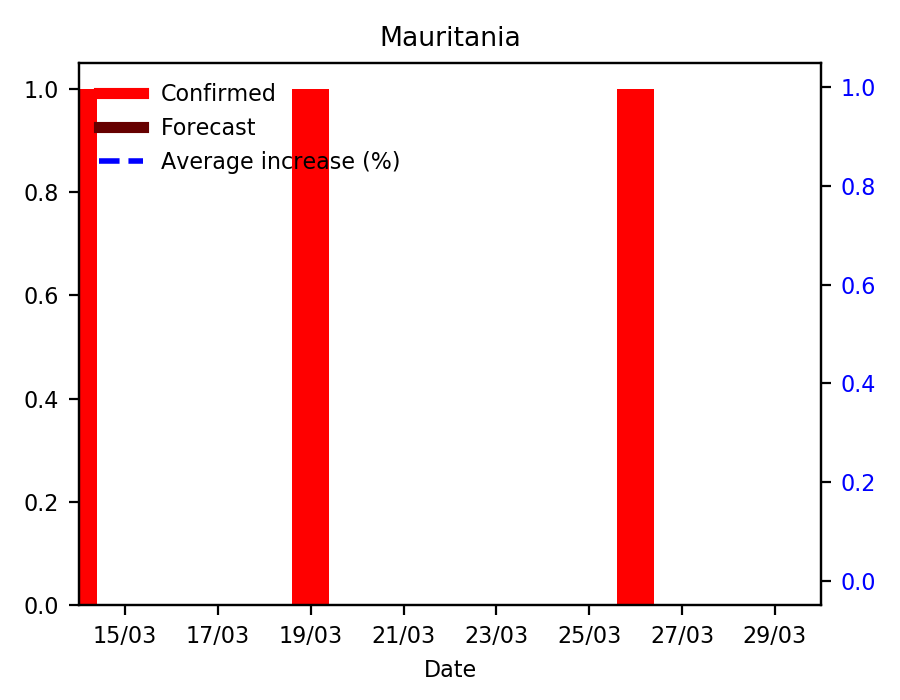 Mauritania
1.0 Confirmed 1.0
Forecast
Average increase (%)
0.8 0.8
0.6 0.6
0.4 0.4
0.2 0.2
0.0 0.0
15/03 17/03 19/03 21/03 23/03 25/03 27/03 29/03
Date